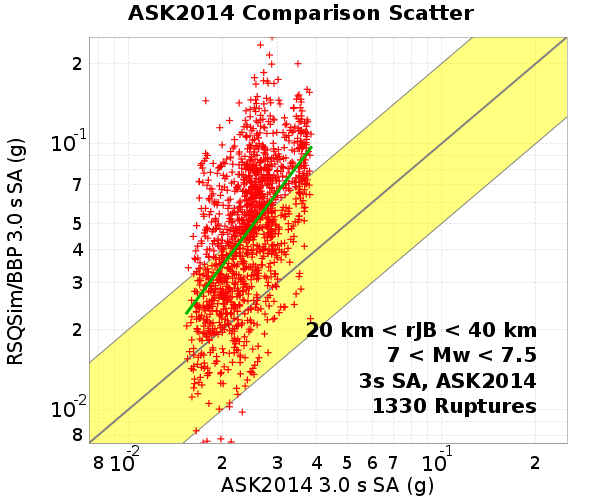 ASK2014 Comparison Scatter
RSQSim/BBP 3.0 s SA (g)
2
10-1
7
5
4
3
2
10-2
8
20 km < rJB < 40 km
7 < Mw < 7.5
3s SA, ASK2014
1330 Ruptures
8 10-2 2 3 4 5 6 7 10-1 2
ASK2014 3.0 s SA (g)